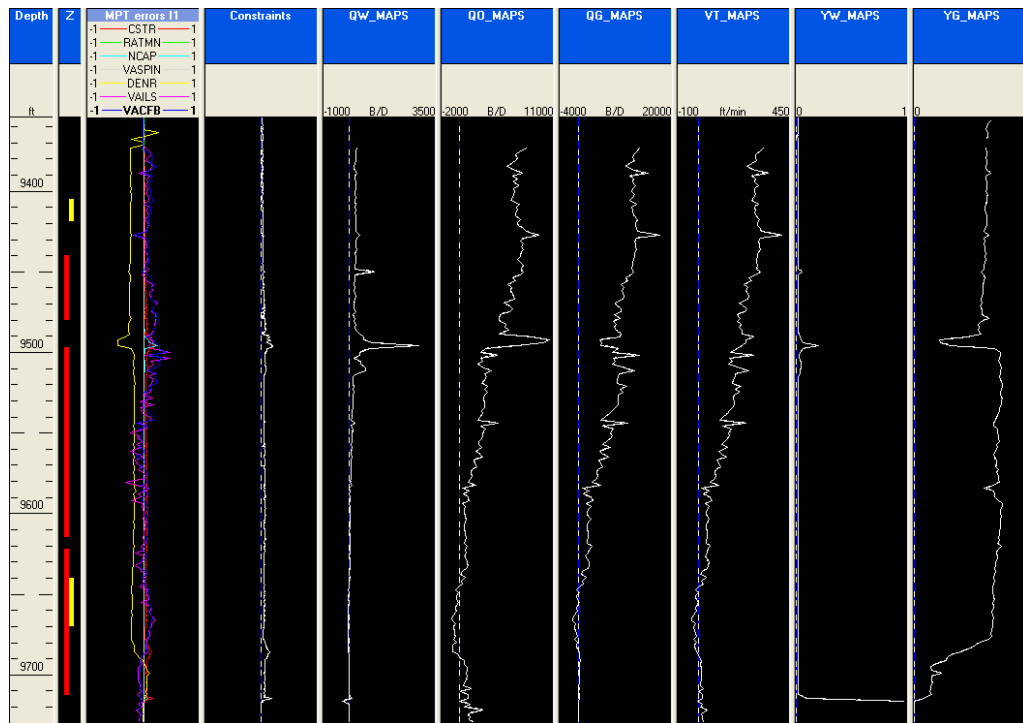 Depth Z MPT errors I1 Constraints QW_MAPS QO_MAPS QG_MAPS VT_MAPS YW_MAPS YG_MAPS
-1 CSTR 1
-1 RATMN 1
-1 NCAP 1
-1 VASPIN 1
-1 DENR 1
-1 VAILS 1
ft -1 VACFB 1 -1000 B/D 3500 -2000 B/D 11000 -4000 B/D 20000 -100 ft/min 450 0 1 0
9400
9500
9600
9700